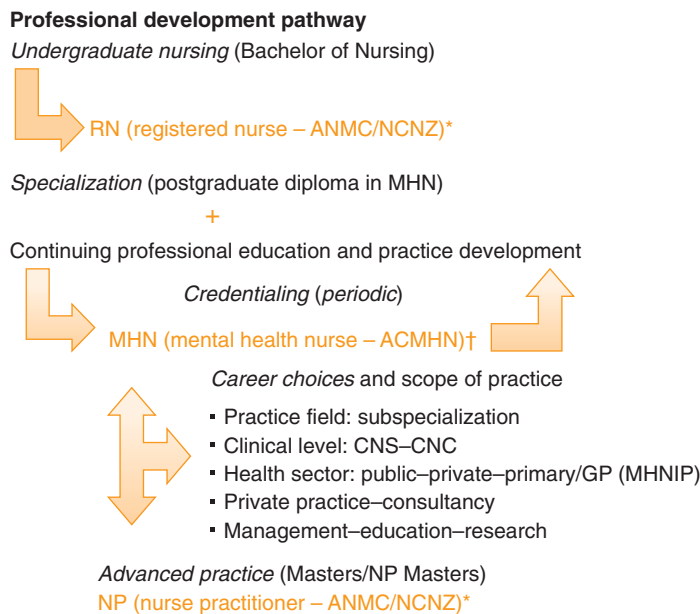 Professional development pathway
Undergraduate nursing (Bachelor of Nursing)
RN (registered nurse – ANMC/NCNZ)*
Specialization (postgraduate diploma in MHN)
+
Continuing professional education and practice development
Credentialing (periodic)
MHN (mental health nurse – ACMHN)†
Career choices and scope of practice
▪ Practice field: subspecialization
▪ Clinical level: CNS–CNC
▪ Health sector: public–private–primary/GP (MHNIP)
▪ Private practice–consultancy
▪ Management–education–research
Advanced practice (Masters/NP Masters)
NP (nurse practitioner – ANMC/NCNZ)*